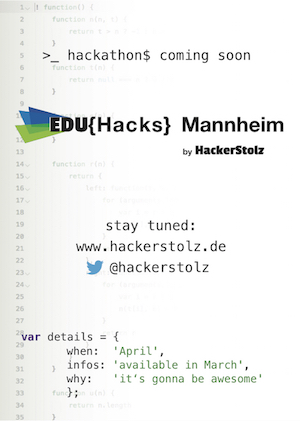 >_ hackathon$ coming soon
EDU{Hacks} Mannheim
by HackerStolz
stay tuned:
www.hackerstolz.de
@hackerstolz
var details = {
when: 'April',
infos: 'available in March',
why: 'it‘s gonna be awesome'
};